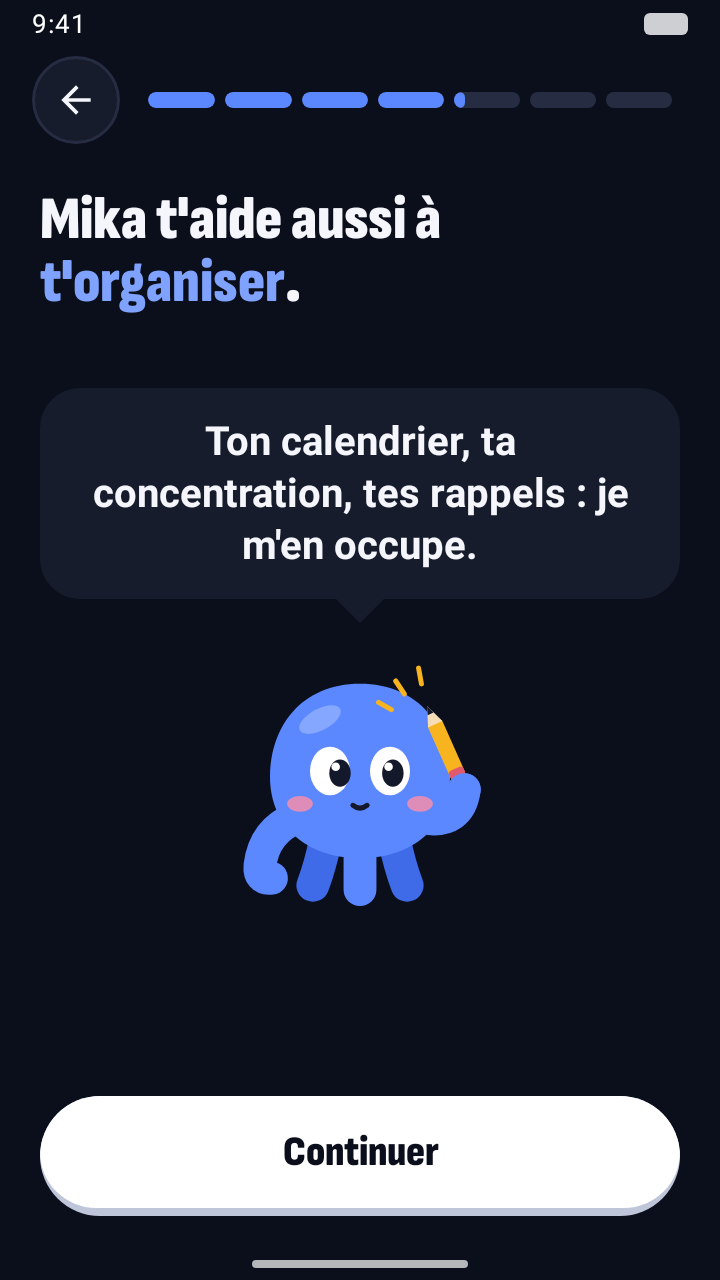 9:41
Mika t'aide aussi à
t'organiser.
Ton calendrier, ta
concentration, tes rappels : je
m'en occupe.
Continuer